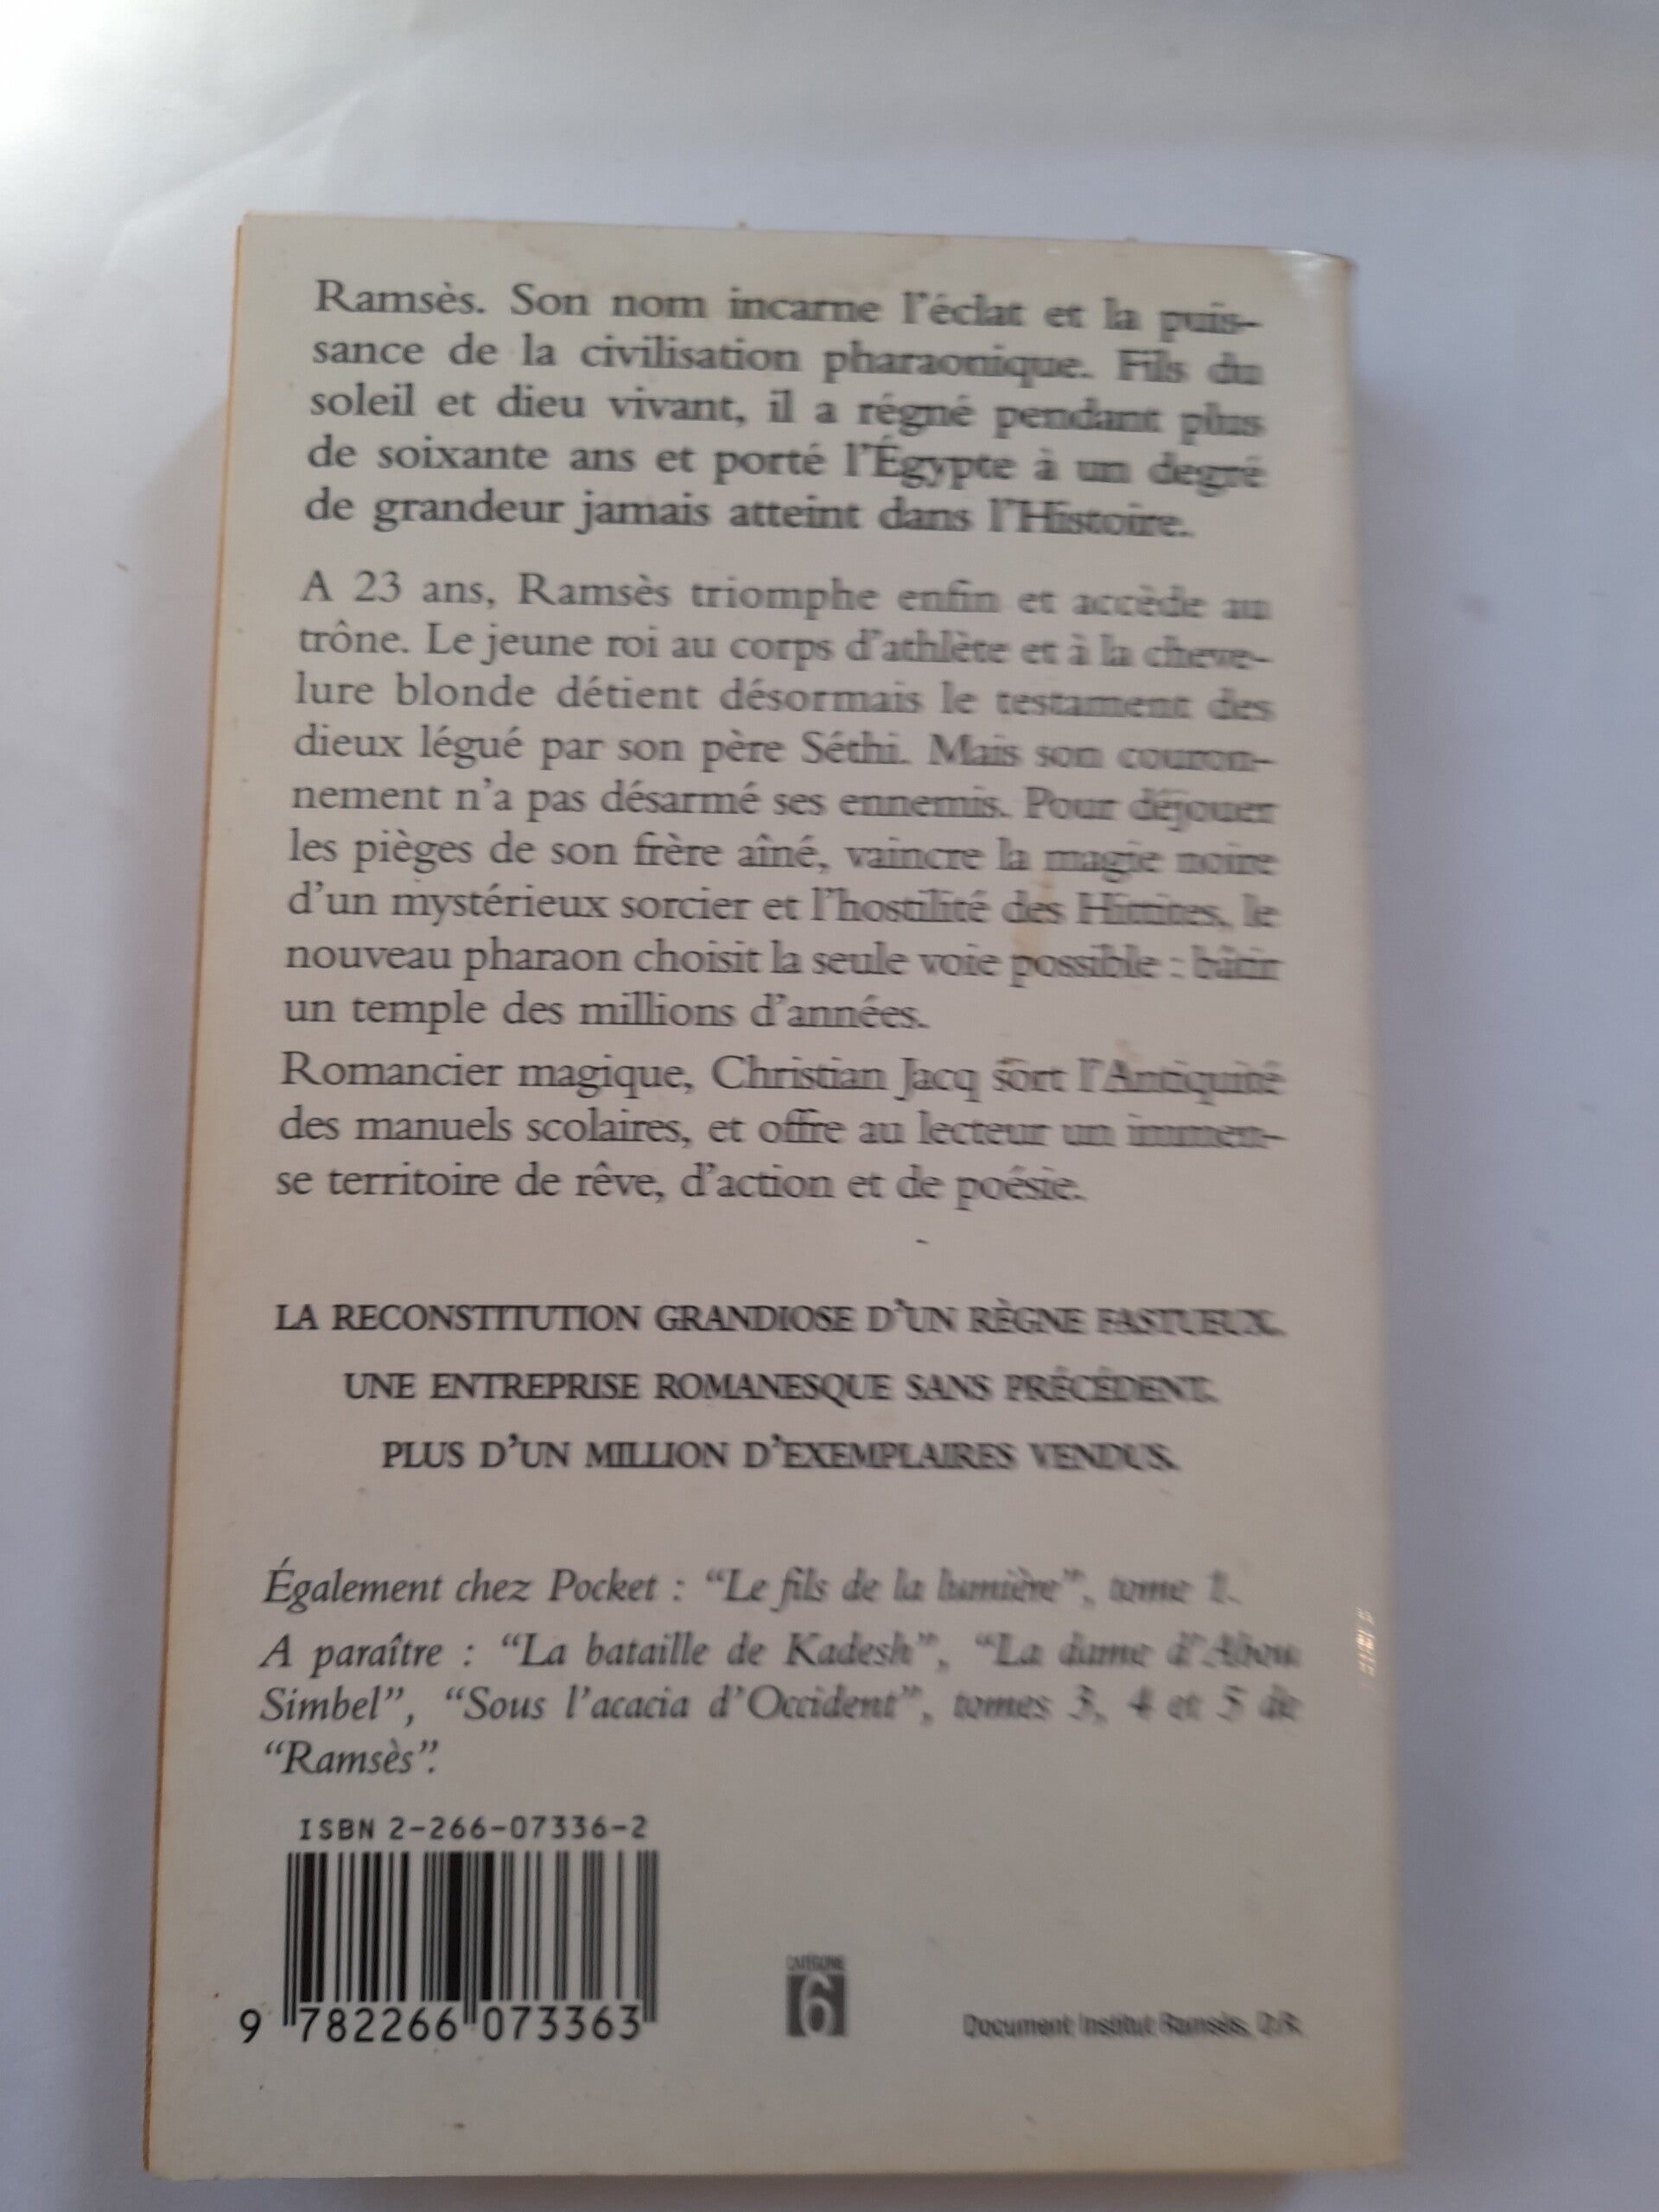 Ramsès. Son nom incarne l'éclat et la puis-
sance de la civilisation pharaonique. Fils du
soleil et dieu vivant, il a régné pendant plus
de soixante ans et porté l'Égypte à un degré
de grandeur jamais atteint dans l'Histoire.
A 23 ans, Ramsès triomphe enfin et accède au
trône. Le jeune roi au corps d'athlète et à la cheve-
lure blonde détient désormais le testament des
dieux légué par son père Séthi. Mais son couron-
nement n'a pas désarmé ses ennemis. Pour déjouer
les pièges de son frère aîné, vaincre la magie noire
d'un mystérieux sorcier et l'hostilité des Hittites, le
nouveau pharaon choisit la seule voie possible : bâtir
un temple des millions d'années.
Romancier magique, Christian Jacq sort l'Antiquité
des manuels scolaires, et offre au lecteur un immen-
se territoire de rêve, d'action et de poésie.
LA RECONSTITUTION GRANDIOSE D'UN RÈGNE FASTUEUX.
UNE ENTREPRISE ROMANESQUE SANS PRÉCÉDENT.
PLUS D'UN MILLION D'EXEMPLAIRES VENDUS.
Également chez Pocket : "Le fils de la lumière", tome 1.
A paraître : "La bataille de Kadesh", "La dame d'Abou
Simbel", "Sous l'acacia d'Occident", tomes 3, 4 et 5 de
"Ramsès".
ISBN 2-266-07336-2
9 782266 073363
CATÉGORIE
6
Document Institut Ramsès, D.R.